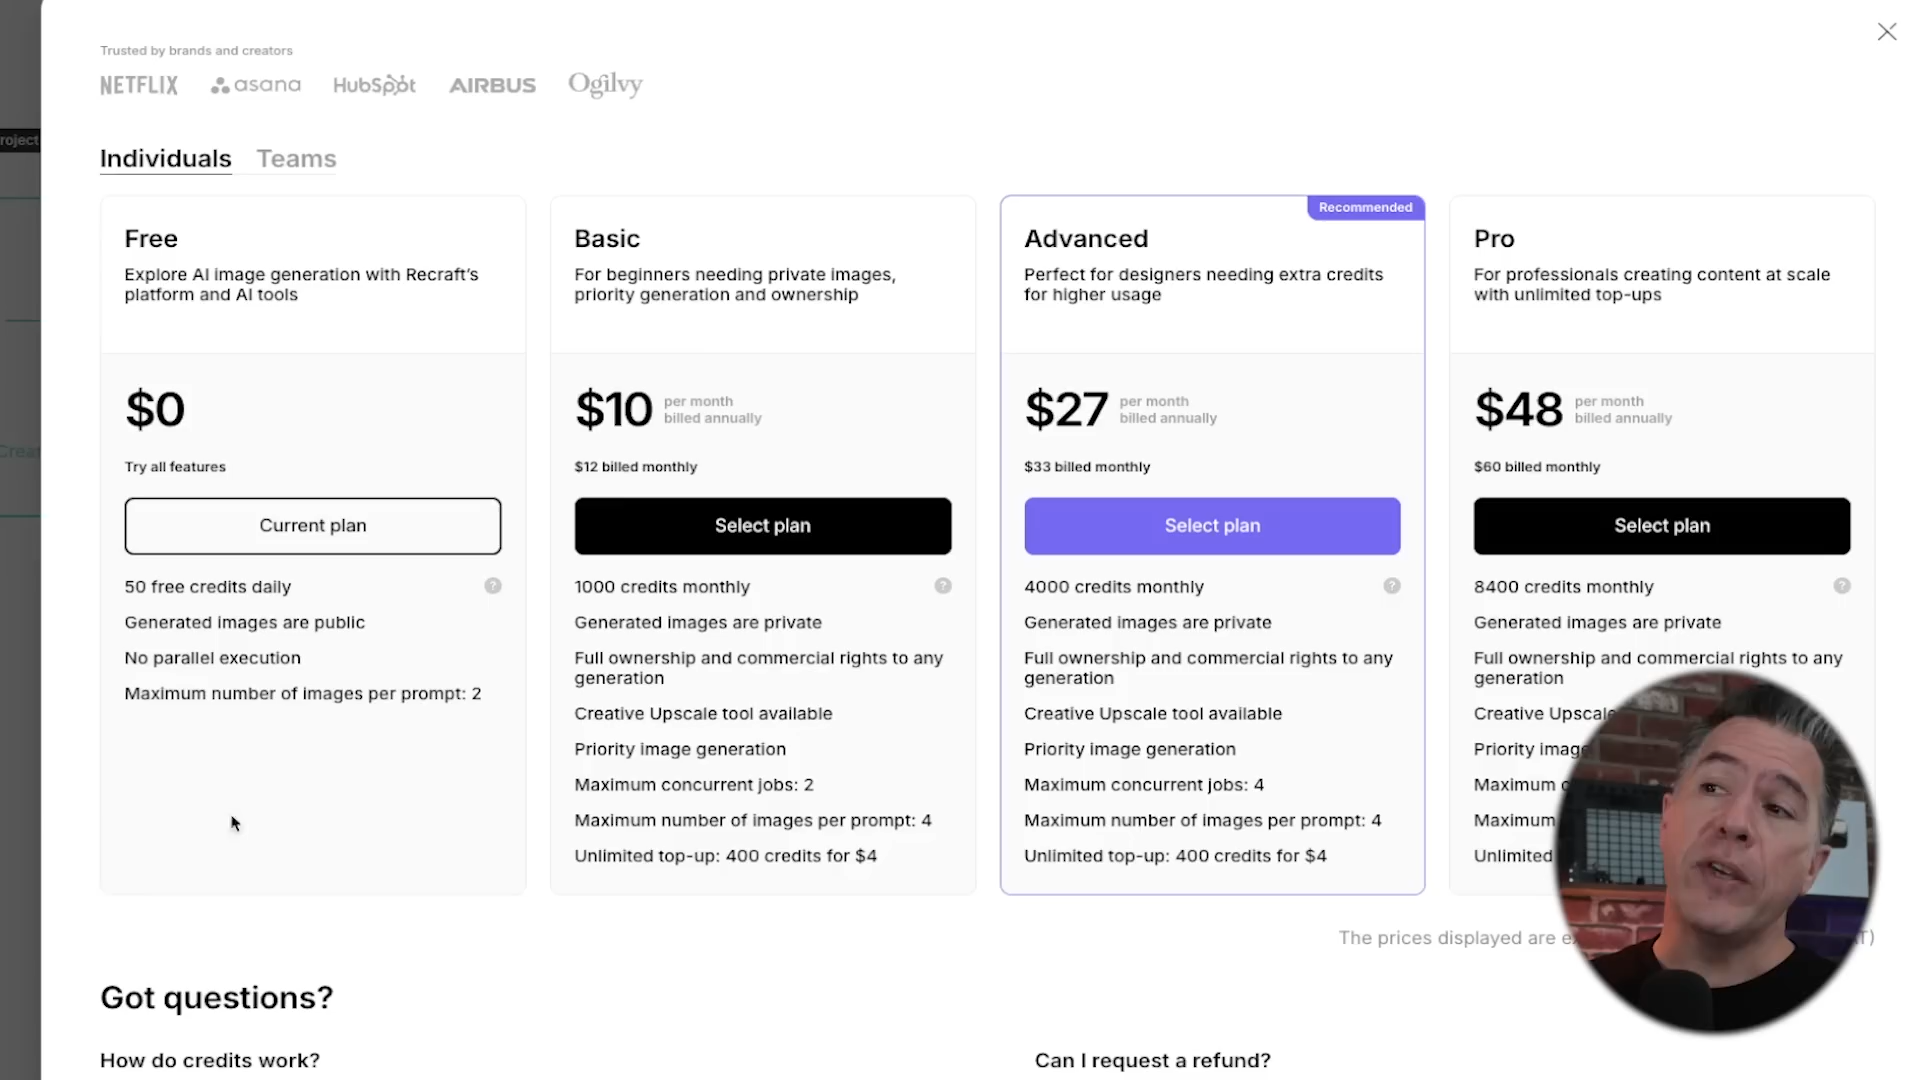 Trusted by brands and creators
NETFLIX asana HubSpot AIRBUS Ogilvy
roject
Individuals Teams
Recommended
Free
Explore AI image generation with Recraft's
platform and AI tools
$0
Try all features
Current plan
50 free credits daily
?
Generated images are public
No parallel execution
Maximum number of images per prompt: 2
Basic
For beginners needing private images,
priority generation and ownership
$10
per month
billed annually
$12 billed monthly
Select plan
1000 credits monthly
?
Generated images are private
Full ownership and commercial rights to any
generation
Creative Upscale tool available
Priority image generation
Maximum concurrent jobs: 2
Maximum number of images per prompt: 4
Unlimited top-up: 400 credits for $4
Advanced
Perfect for designers needing extra credits
for higher usage
$27
per month
billed annually
$33 billed monthly
Select plan
4000 credits monthly
?
Generated images are private
Full ownership and commercial rights to any
generation
Creative Upscale tool available
Priority image generation
Maximum concurrent jobs: 4
Maximum number of images per prompt: 4
Unlimited top-up: 400 credits for $4
Pro
For professionals creating content at scale
with unlimited top-ups
$48
per month
billed annually
$60 billed monthly
Select plan
8400 credits monthly
?
Generated images are private
Full ownership and commercial rights to any
generation
Creative Upscale
Priority
Maximum
Maximum
Unlimited
The prices displayed are
Got questions?
How do credits work?
Can I request a refund?